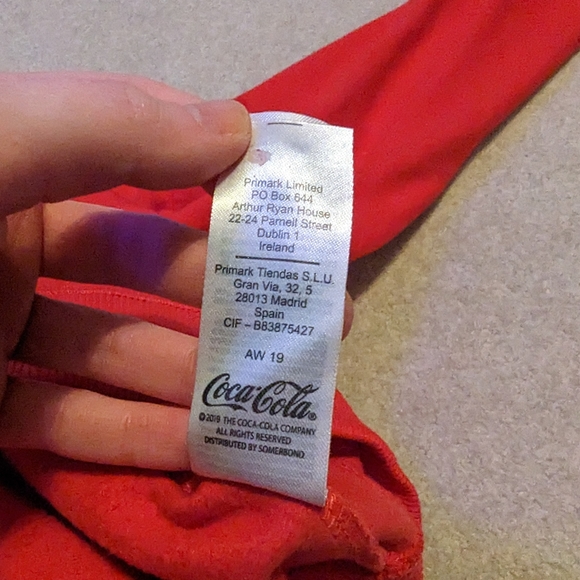 Primark Limited
PO Box 644
Arthur Ryan House
22-24 Parnell Street
Dublin 1
Ireland
Primark Tiendas S.L.U.
Gran Via, 32, 5
28013 Madrid
Spain
CIF – B83875427
AW 19
Coca-Cola®
©2019 THE COCA-COLA COMPANY
ALL RIGHTS RESERVED
DISTRIBUTED BY SOMERBOND